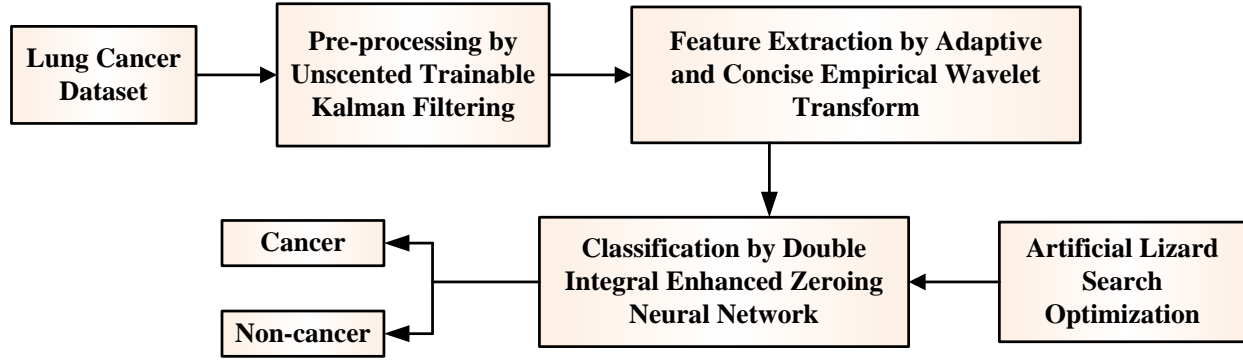 Lung Cancer
Dataset
Pre-processing by
Unscented Trainable
Kalman Filtering
Feature Extraction by Adaptive
and Concise Empirical Wavelet
Transform
Cancer
Non-cancer
Classification by Double
Integral Enhanced Zeroing
Neural Network
Artificial Lizard
Search
Optimization